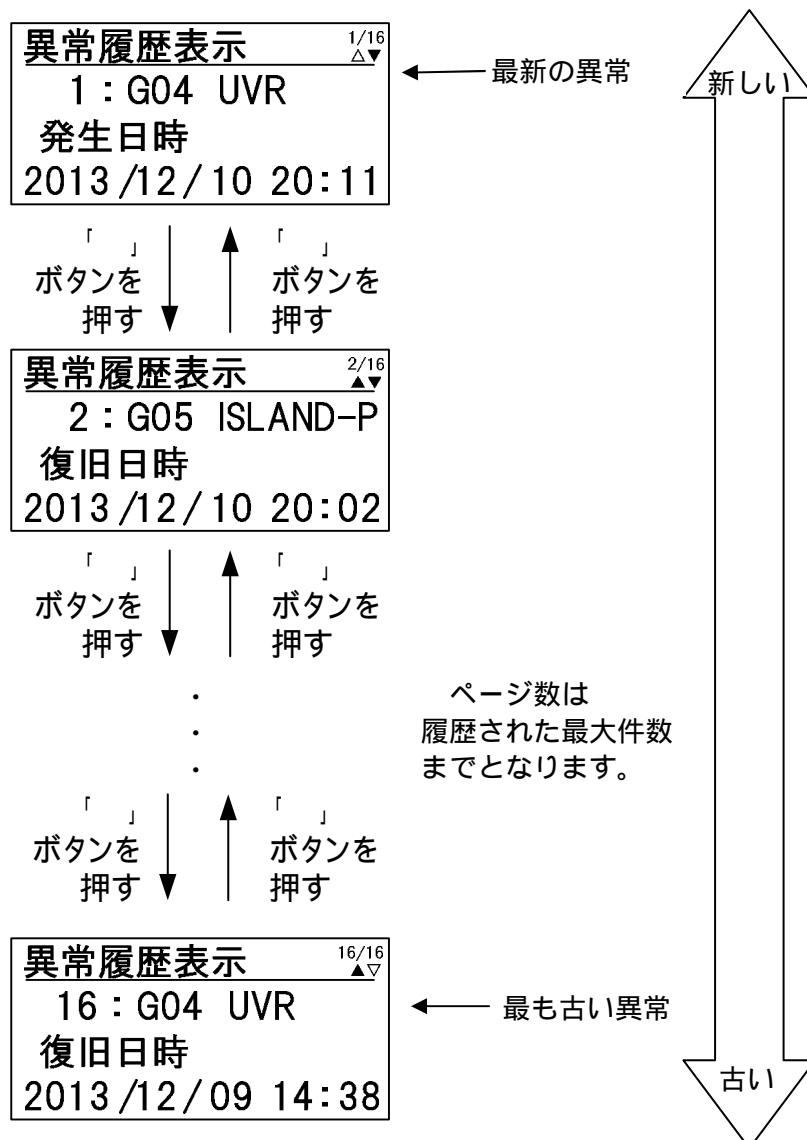 異常履歴表示 1/16
△▼
1：G04 UVR
発生日時
2013/12/10 20:11
最新の異常
新しい
「　」
ボタンを
押す
「　」
ボタンを
押す
異常履歴表示 2/16
▲▼
2：G05 ISLAND-P
復旧日時
2013/12/10 20:02
「　」
ボタンを
押す
「　」
ボタンを
押す
・
・
・
ページ数は
履歴された最大件数
までとなります。
「　」
ボタンを
押す
「　」
ボタンを
押す
異常履歴表示 16/16
▲▽
16：G04 UVR
復旧日時
2013/12/09 14:38
最も古い異常
古い